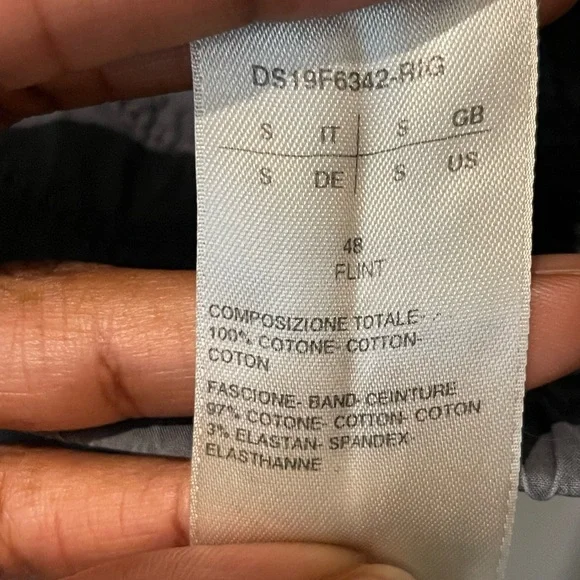 DS19F6342-RIG
S IT S GB
S DE S US
48
FLINT
COMPOSIZIONE TOTALE-
100% COTONE- COTTON-
COTON
FASCIONE- BAND- CEINTURE
97% COTONE- COTTON- COTON
3% ELASTAN- SPANDEX-
ELASTHANNE